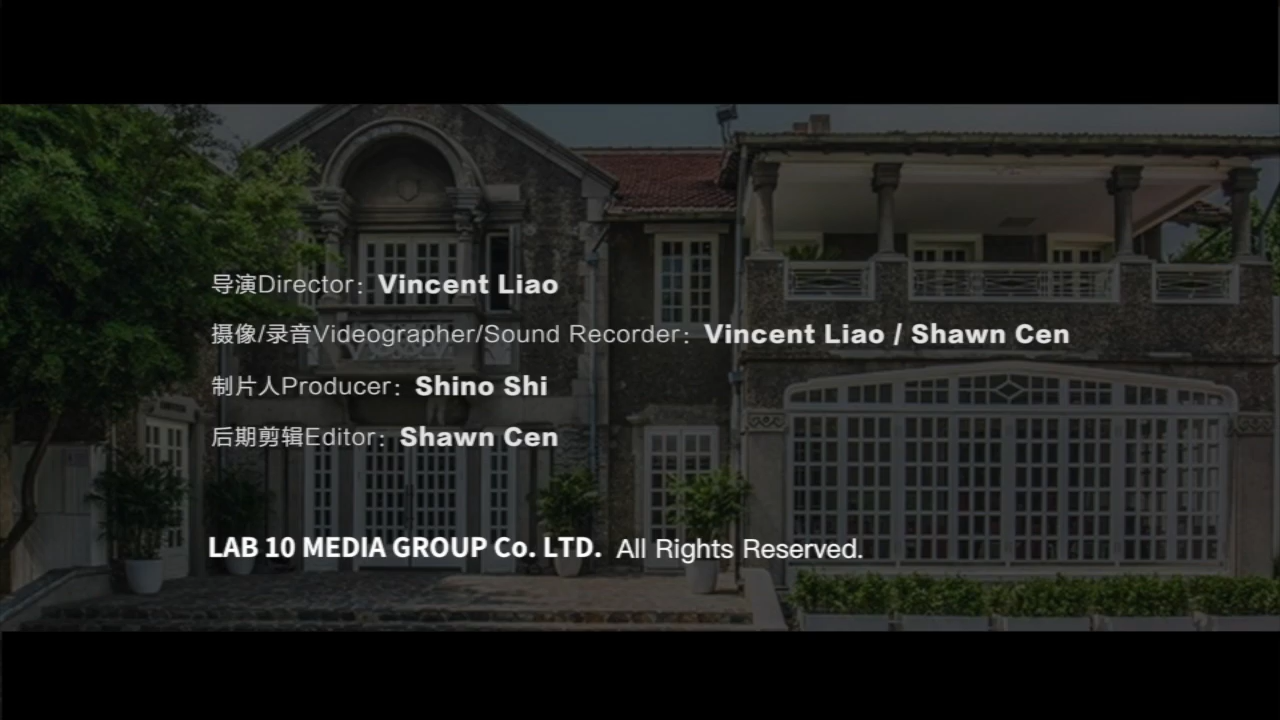 导演Director：Vincent Liao
摄像/录音Videographer/Sound Recorder：Vincent Liao / Shawn Cen
制片人Producer：Shino Shi
后期剪辑Editor：Shawn Cen
LAB 10 MEDIA GROUP Co. LTD. All Rights Reserved.